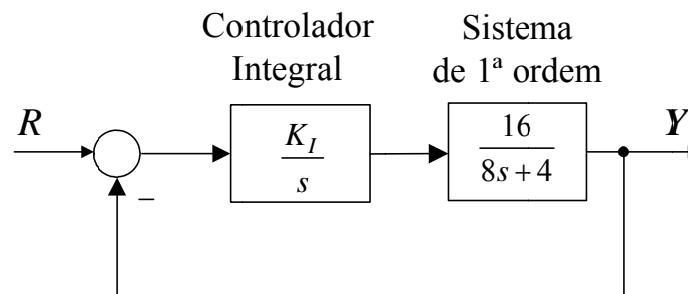 Controlador
Integral
Sistema
de 1ª ordem
R
K_I
s
16
8s + 4
Y
−